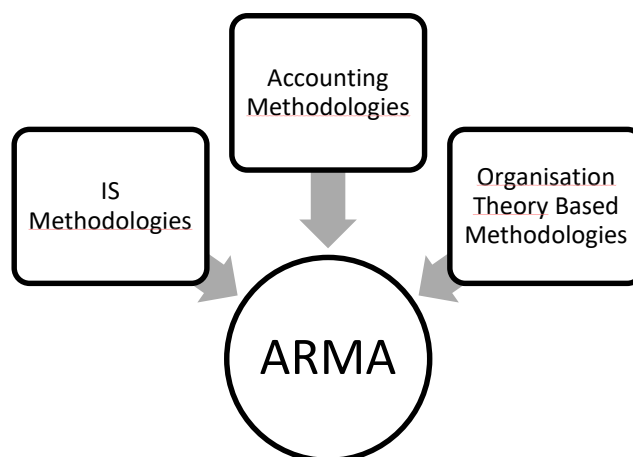 Accounting
Methodologies
IS
Methodologies
Organisation
Theory Based
Methodologies
ARMA